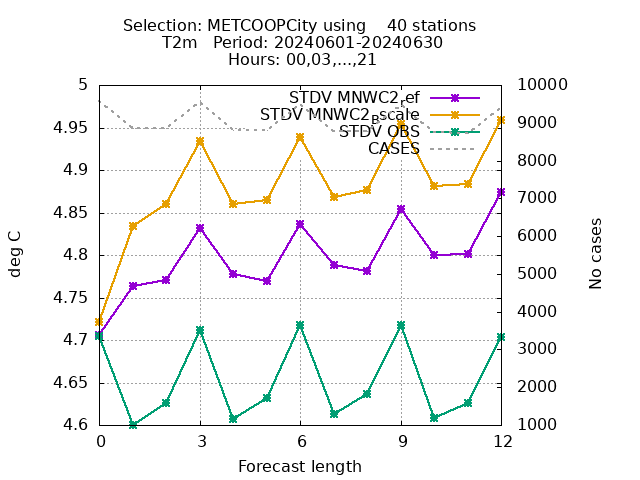 Selection: METCOOPCity using    40 stations
T2m   Period: 20240601-20240630
Hours: 00,03,...,21
5
4.95
4.9
4.85
4.8
4.75
4.7
4.65
4.6
10000
9000
8000
7000
6000
5000
4000
3000
2000
1000
deg C
No cases
STDV MNWC2_ref
STDV MNWC2_Bscale
STDV OBS
CASES
0
3
6
9
12
Forecast length